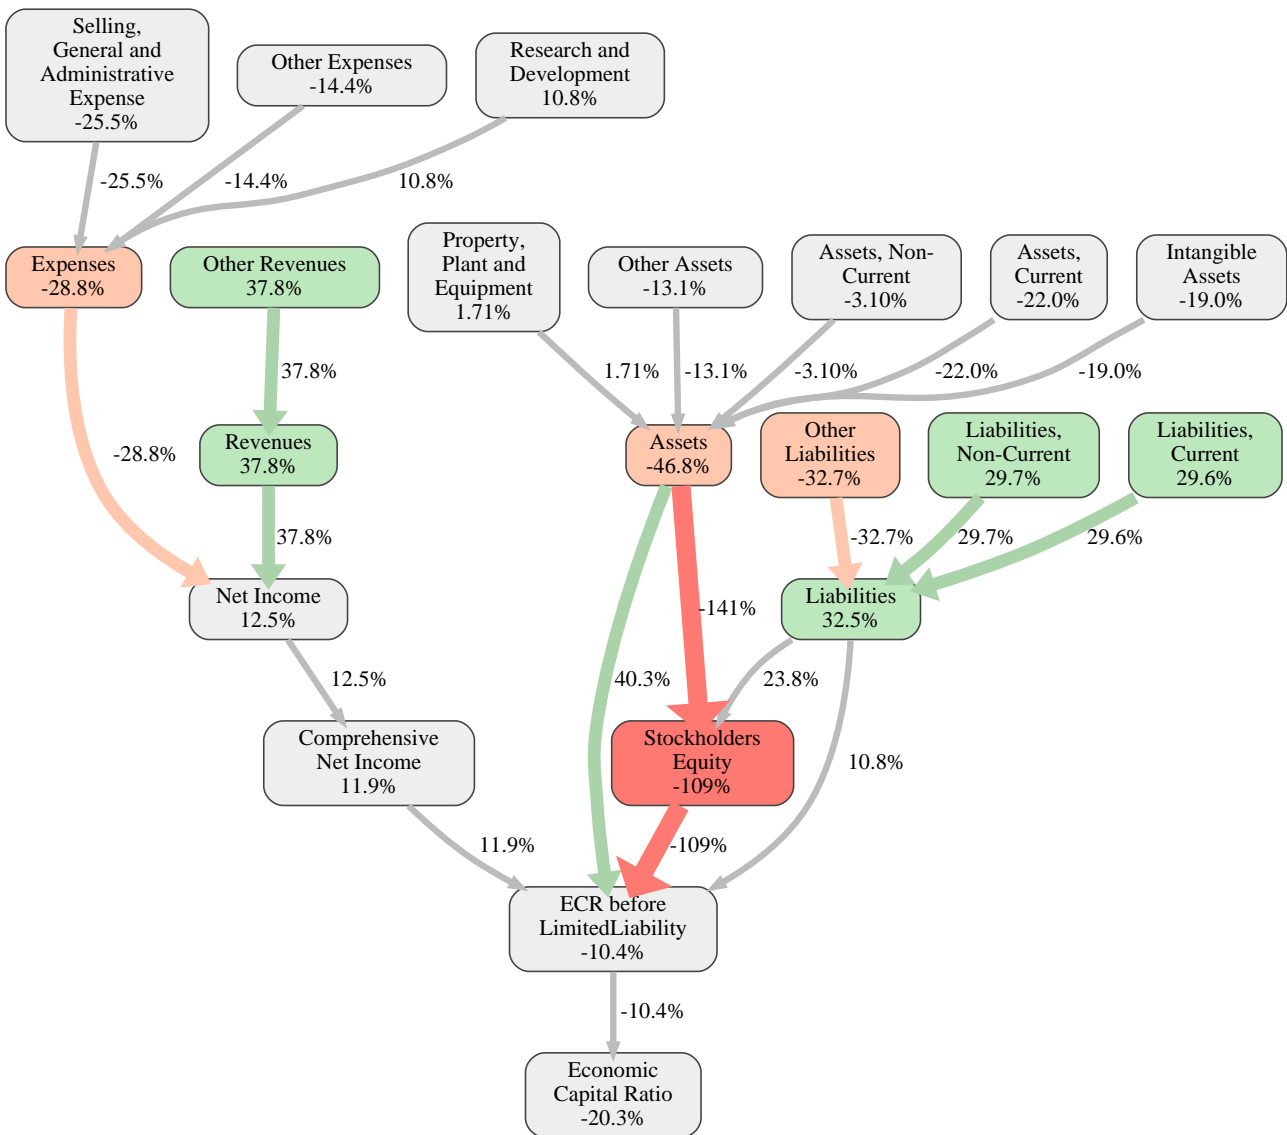 Selling,
General and
Administrative
Expense
-25.5%
Other Expenses
-14.4%
Research and
Development
10.8%
-25.5%
-14.4%
10.8%
Expenses
-28.8%
Other Revenues
37.8%
Property,
Plant and
Equipment
1.71%
Other Assets
-13.1%
Assets, Non-
Current
-3.10%
Assets,
Current
-22.0%
Intangible
Assets
-19.0%
37.8%
1.71%
-13.1%
-3.10%
-22.0%
-19.0%
-28.8%
Revenues
37.8%
Assets
-46.8%
Other
Liabilities
-32.7%
Liabilities,
Non-Current
29.7%
Liabilities,
Current
29.6%
37.8%
-32.7%
29.7%
29.6%
Net Income
12.5%
-141%
Liabilities
32.5%
12.5%
40.3%
23.8%
Comprehensive
Net Income
11.9%
Stockholders
Equity
-109%
10.8%
11.9%
-109%
ECR before
LimitedLiability
-10.4%
-10.4%
Economic
Capital Ratio
-20.3%